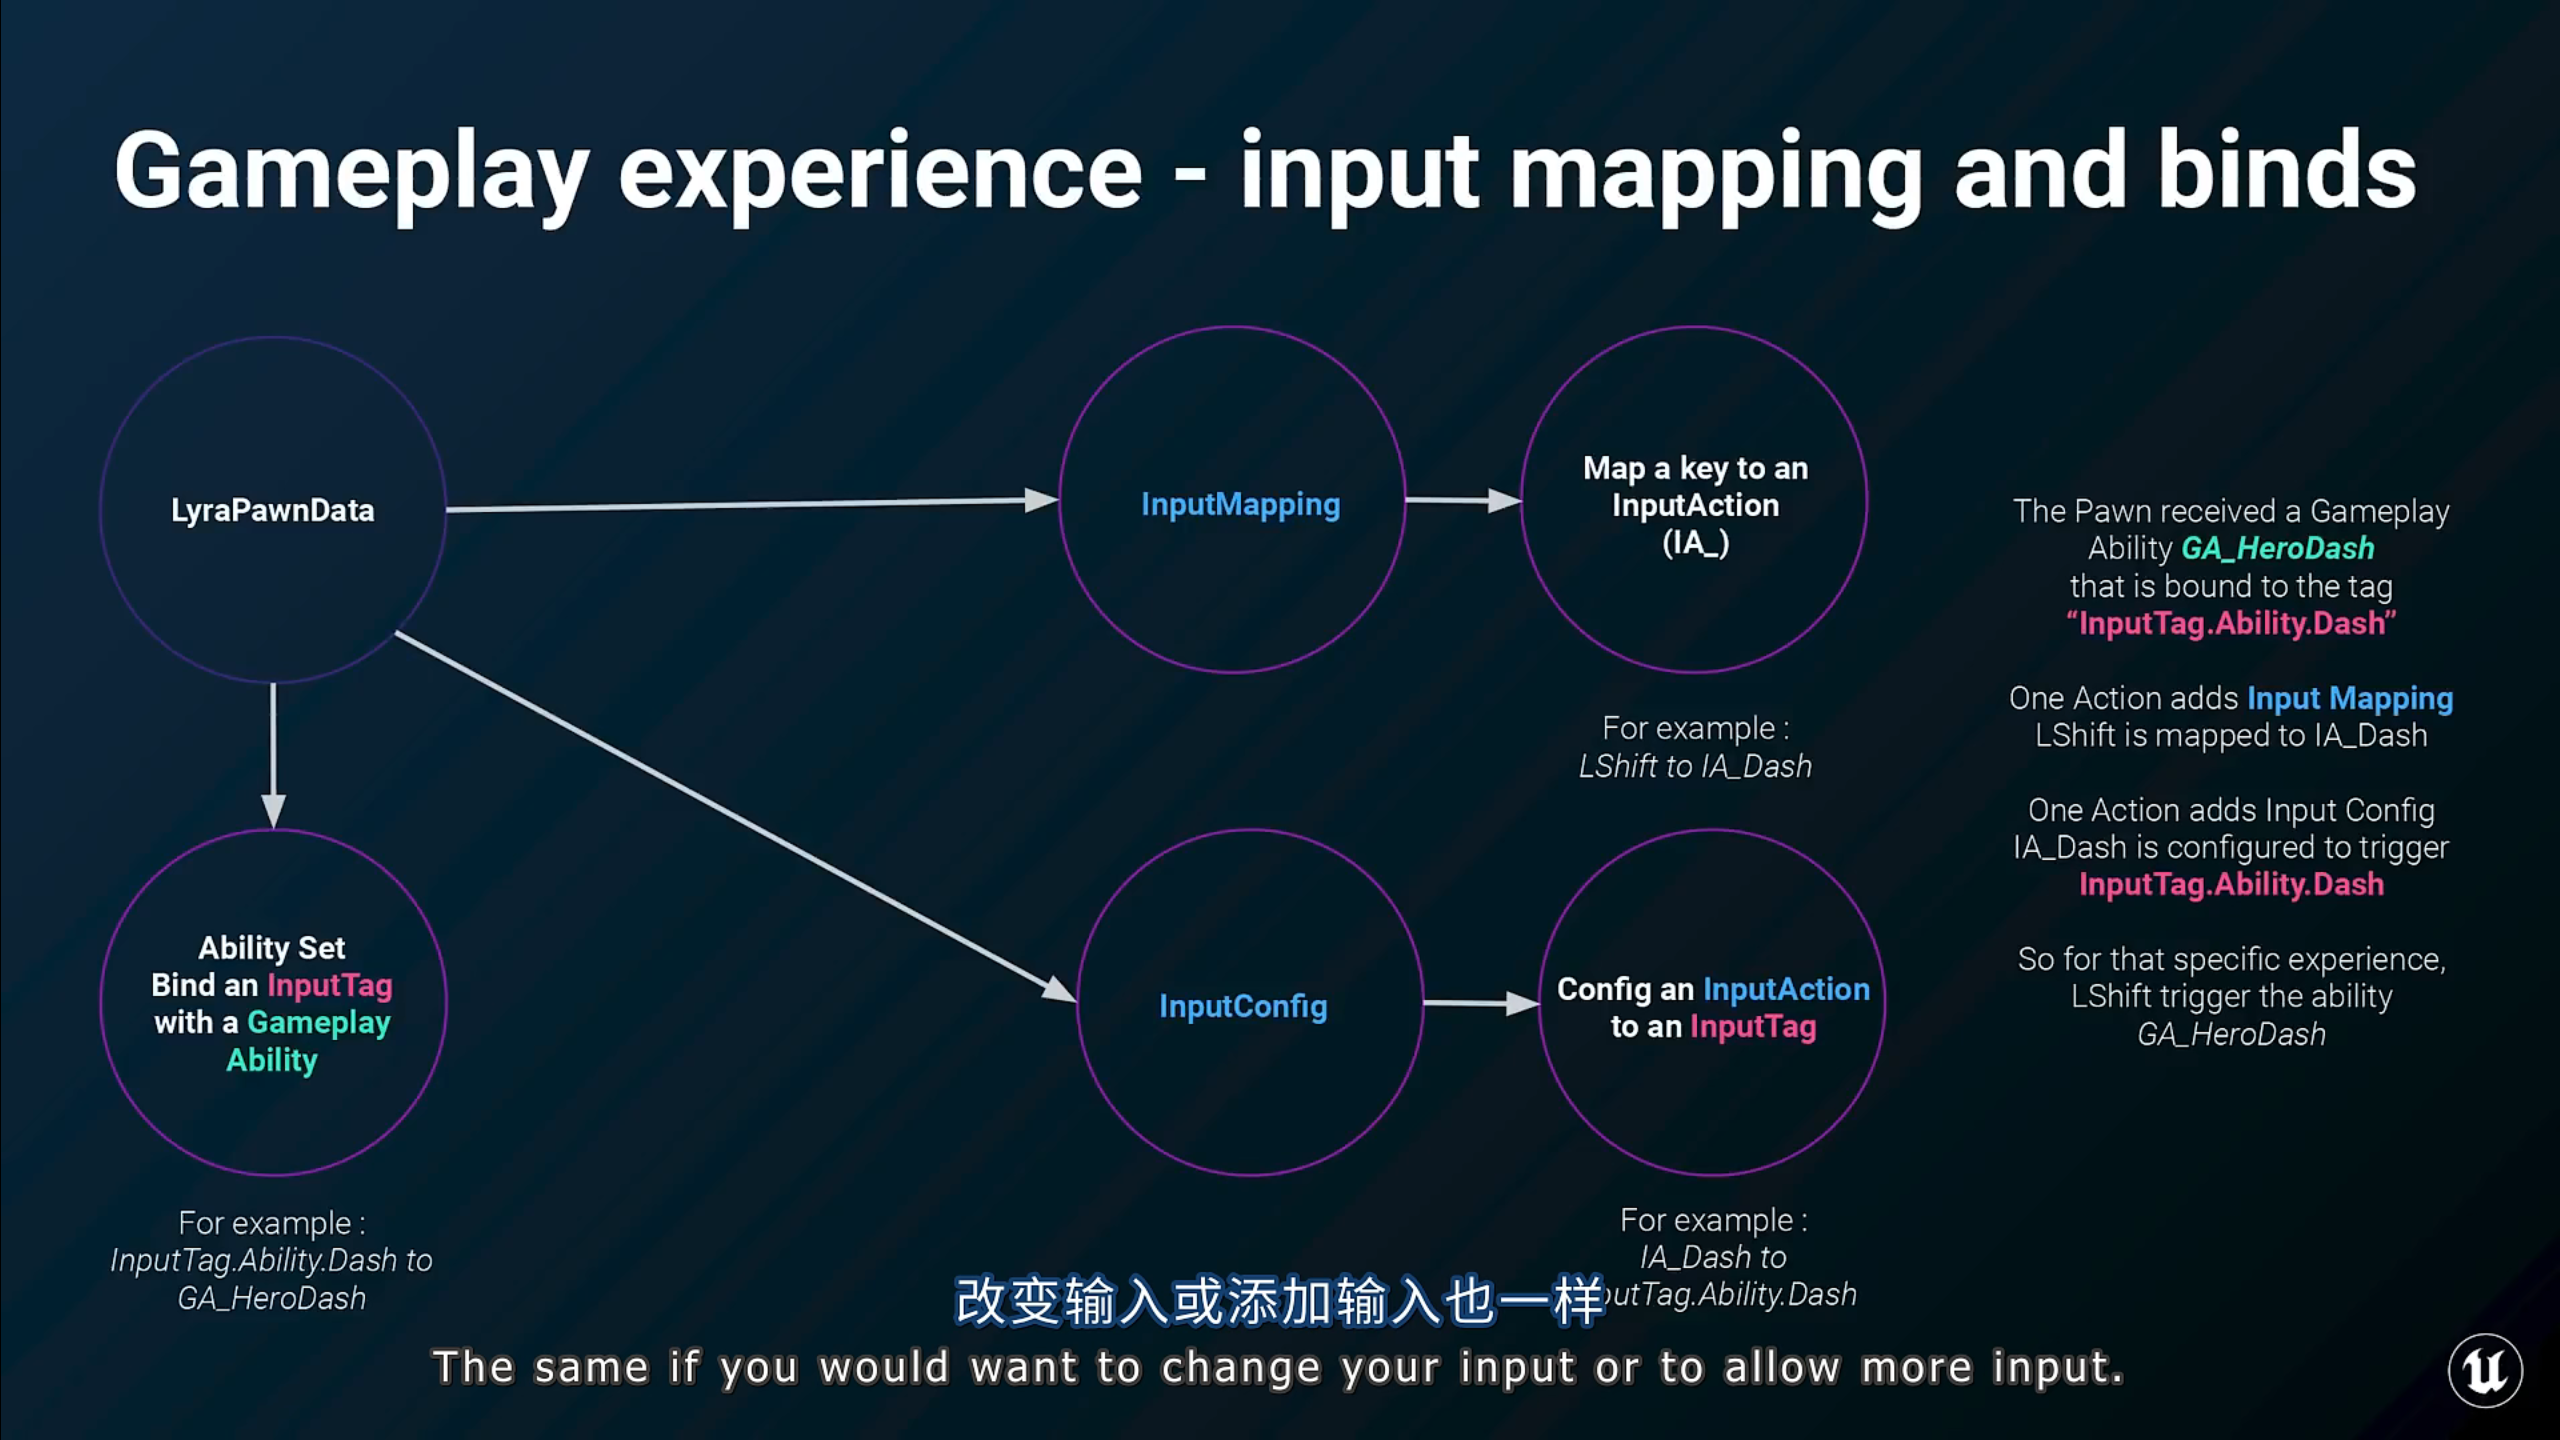 Gameplay experience - input mapping and binds
LyraPawnData
InputMapping
Map a key to an
InputAction
(IA_)
For example :
LShift to IA_Dash
Ability Set
Bind an InputTag
with a Gameplay
Ability
For example :
InputTag.Ability.Dash to
GA_HeroDash
InputConfig
Config an InputAction
to an InputTag
For example :
IA_Dash to
utTag.Ability.Dash
The Pawn received a Gameplay
Ability GA_HeroDash
that is bound to the tag
“InputTag.Ability.Dash”
One Action adds Input Mapping
LShift is mapped to IA_Dash
One Action adds Input Config
IA_Dash is configured to trigger
InputTag.Ability.Dash
So for that specific experience,
LShift trigger the ability
GA_HeroDash
改变输入或添加输入也一样
The same if you would want to change your input or to allow more input.